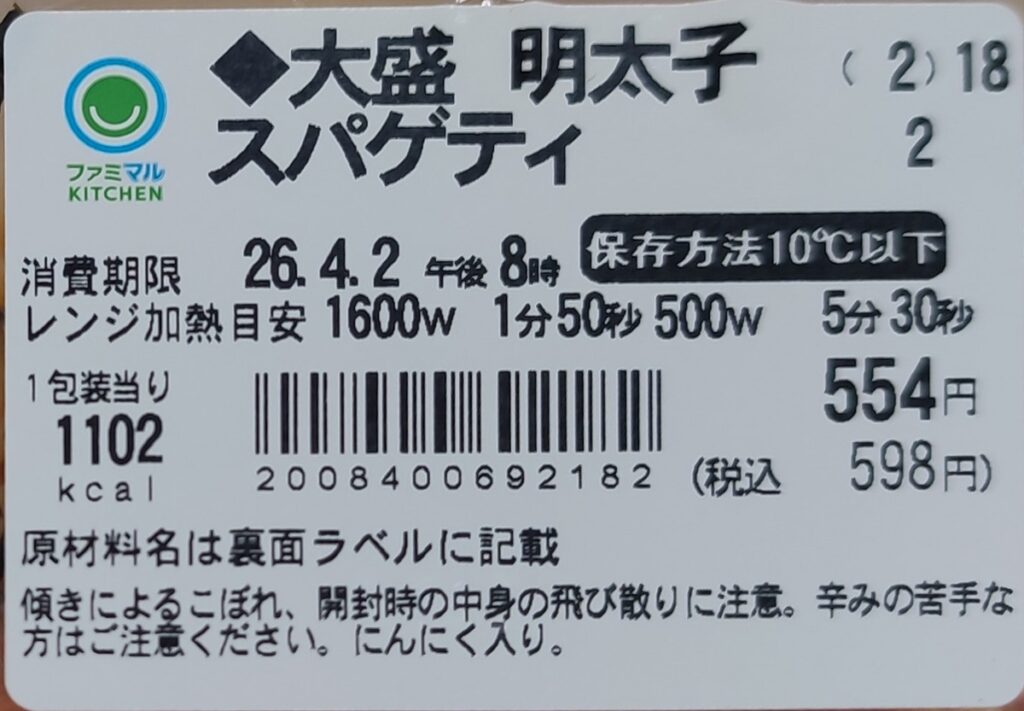 ◆大盛 明太子 (2)18
スパゲティ 2
ファミマル
KITCHEN
消費期限 26.4.2 午後 8時 保存方法10℃以下
レンジ加熱目安 1600w 1分50秒 500w 5分30秒
1包装当り
1102
kcal
554円
2008400692182 (税込 598円)
原材料名は裏面ラベルに記載
傾きによるこぼれ、開封時の中身の飛び散りに注意。辛みの苦手な
方はご注意ください。にんにく入り。